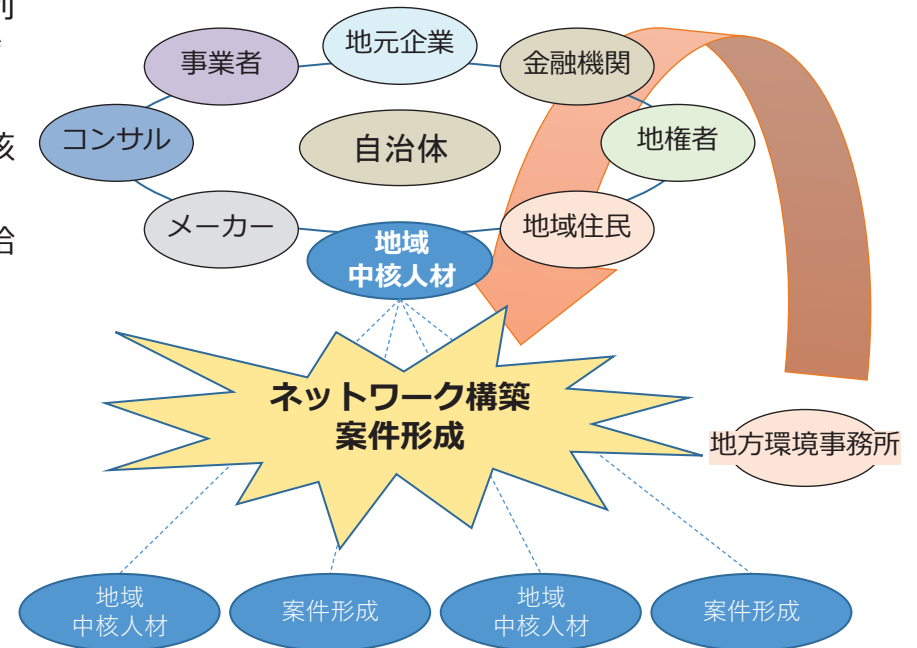 地元企業
事業者
金融機関
コンサル
自治体
地権者
メーカー
地域住民
地域
中核人材
ネットワーク構築
案件形成
地方環境事務所
地域
中核人材
案件形成
地域
中核人材
案件形成